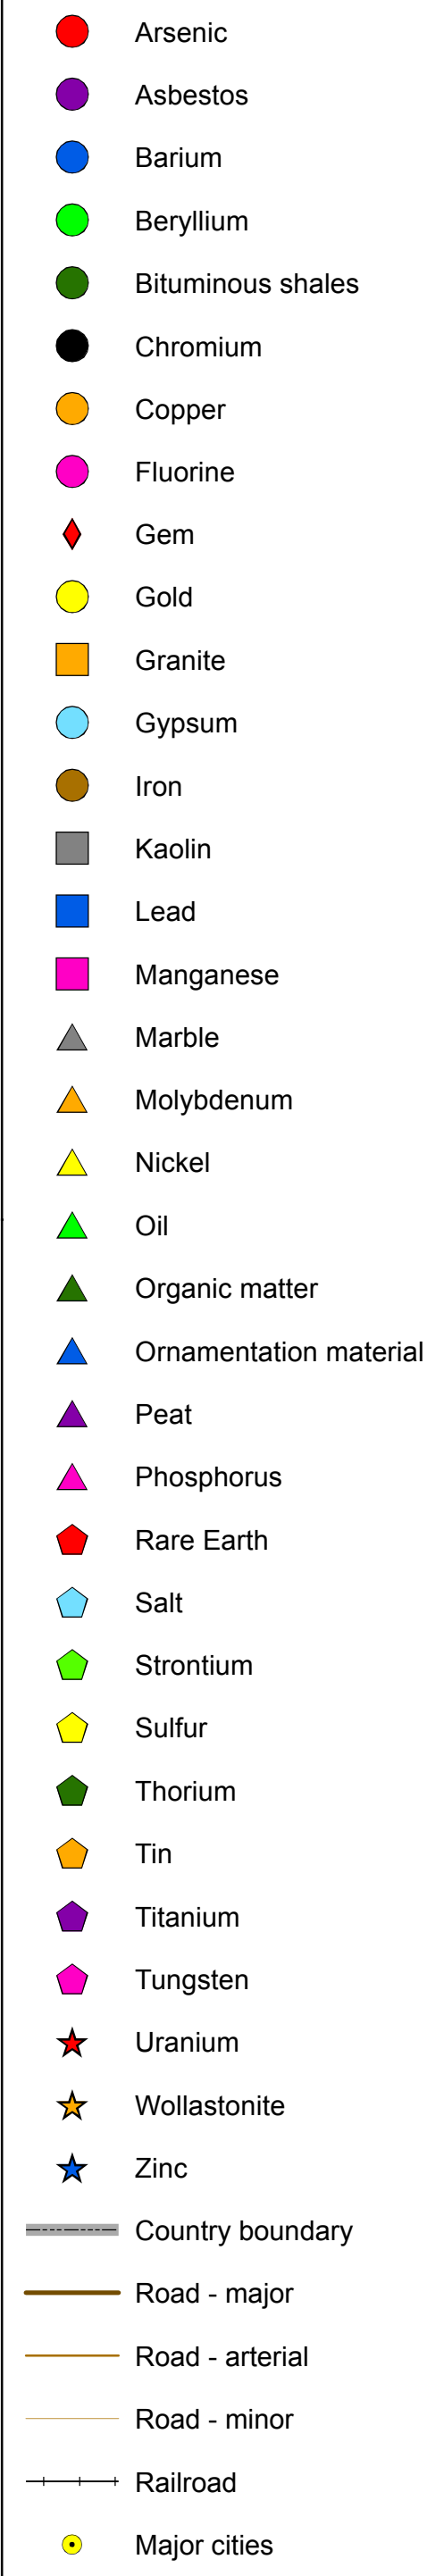 Arsenic
Asbestos
Barium
Beryllium
Bituminous shales
Chromium
Copper
Fluorine
Gem
Gold
Granite
Gypsum
Iron
Kaolin
Lead
Manganese
Marble
Molybdenum
Nickel
Oil
Organic matter
Ornamentation material
Peat
Phosphorus
Rare Earth
Salt
Strontium
Sulfur
Thorium
Tin
Titanium
Tungsten
Uranium
Wollastonite
Zinc
Country boundary
Road - major
Road - arterial
Road - minor
Railroad
Major cities